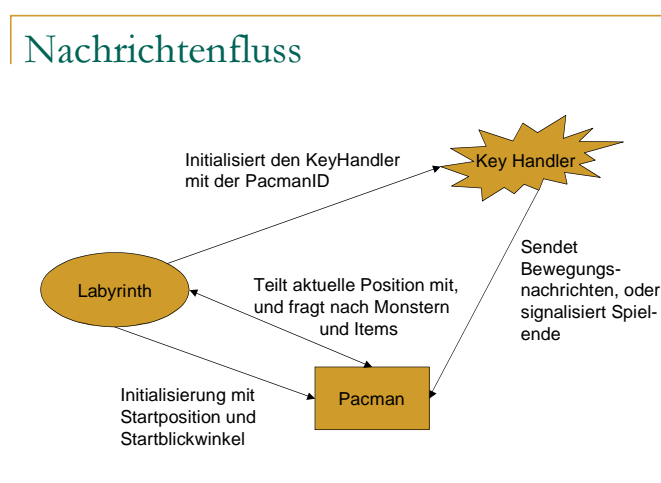 Nachrichtenfluss
Initialisiert den KeyHandler
mit der PacmanID
Key Handler
Labyrinth
Teilt aktuelle Position mit,
und fragt nach Monstern
und Items
Sendet
Bewegungs-
nachrichten, oder
signalisiert Spiel-
ende
Initialisierung mit
Startposition und
Startblickwinkel
Pacman